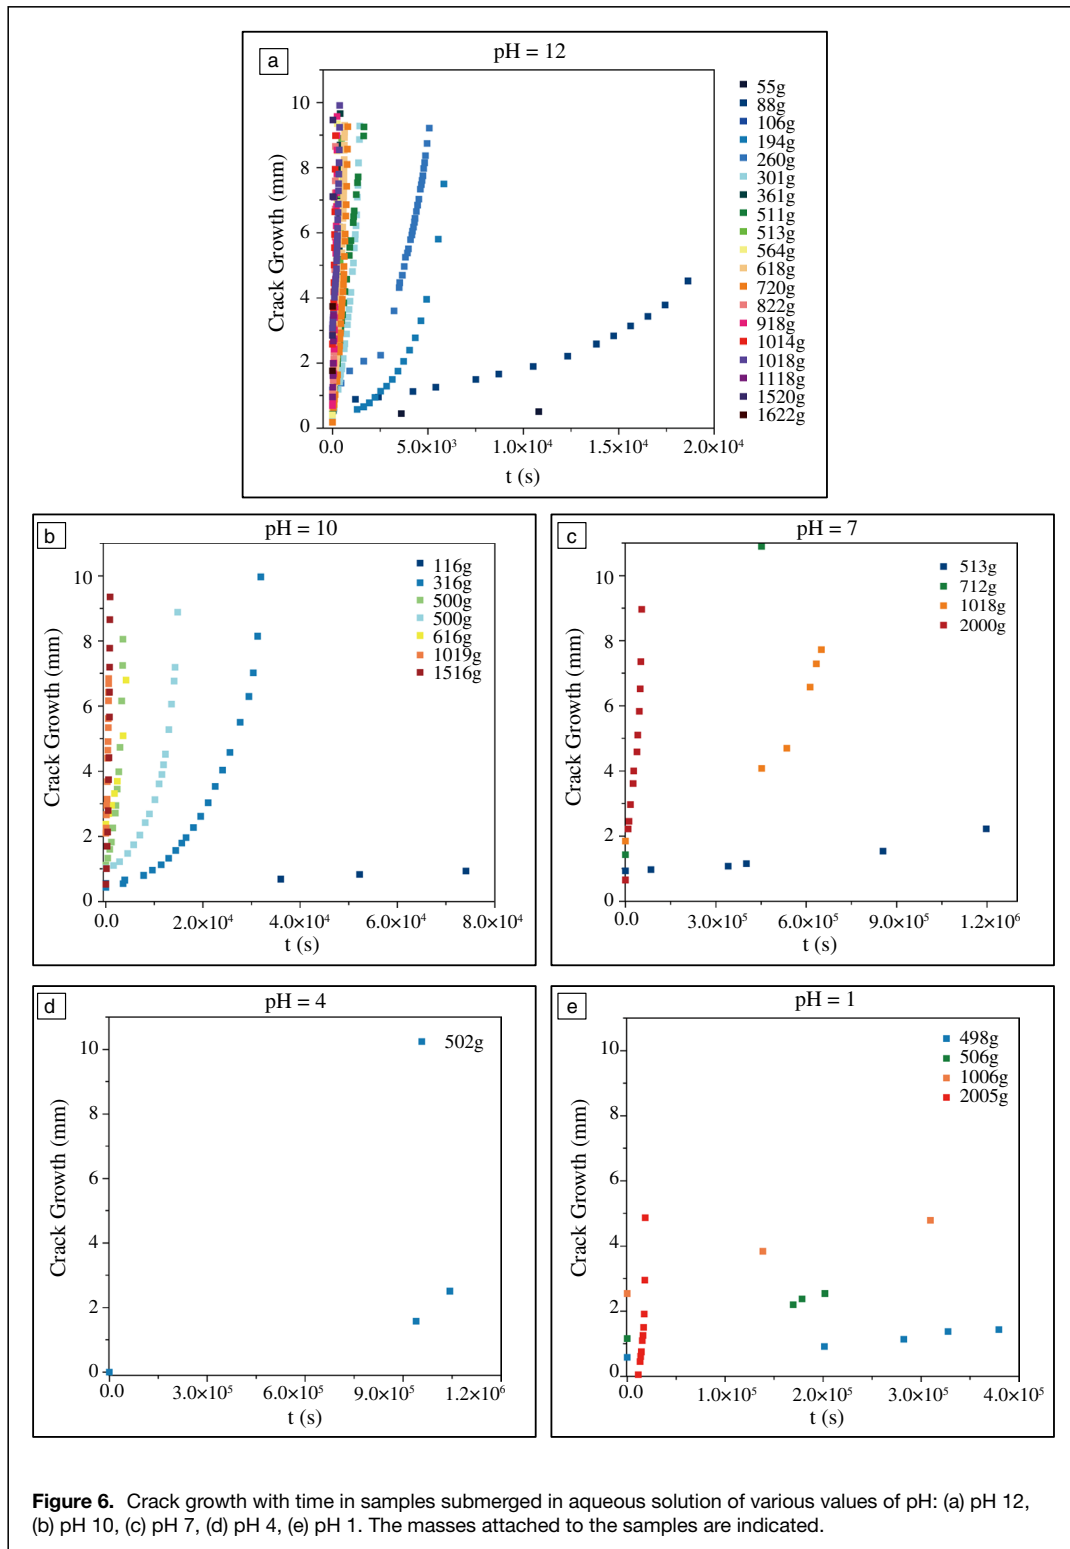 pH = 12
a
Crack Growth (mm)
10
8
6
4
2
0
0.0
5.0×10³
1.0×10⁴
1.5×10⁴
2.0×10⁴
t (s)
55g
88g
106g
194g
260g
301g
361g
511g
513g
564g
618g
720g
822g
918g
1014g
1018g
1118g
1520g
1622g
pH = 10
b
Crack Growth (mm)
10
8
6
4
2
0
0.0
2.0×10⁴
4.0×10⁴
6.0×10⁴
8.0×10⁴
t (s)
116g
316g
500g
500g
616g
1019g
1516g
pH = 7
c
Crack Growth (mm)
10
8
6
4
2
0
0.0
3.0×10⁵
6.0×10⁵
9.0×10⁵
1.2×10⁶
t (s)
513g
712g
1018g
2000g
pH = 4
d
Crack Growth (mm)
10
8
6
4
2
0
0.0
3.0×10⁵
6.0×10⁵
9.0×10⁵
1.2×10⁶
t (s)
502g
pH = 1
e
Crack Growth (mm)
10
8
6
4
2
0
0.0
1.0×10⁵
2.0×10⁵
3.0×10⁵
4.0×10⁵
t (s)
498g
506g
1006g
2005g
Figure 6. Crack growth with time in samples submerged in aqueous solution of various values of pH: (a) pH 12,
(b) pH 10, (c) pH 7, (d) pH 4, (e) pH 1. The masses attached to the samples are indicated.